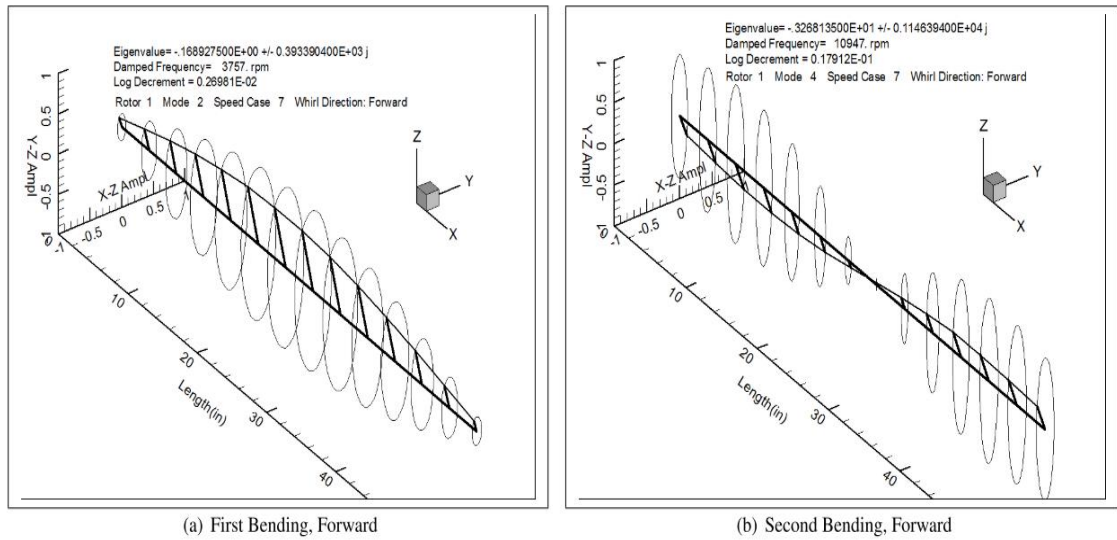 Eigenvalue= -.168927500E+00 +/- 0.393390400E+03 j
Damped Frequency= 3757. rpm
Log Decrement = 0.26981E-02
Rotor 1 Mode 2 Speed Case 7 Whirl Direction: Forward
1
0.5
0
-0.5
-1
Y-Z Ampl
X-Z Ampl
-1
-0.5
0
0.5
1
0
10
20
30
40
Length(in)
Z
Y
X
(a) First Bending, Forward
Eigenvalue= -.326813500E+01 +/- 0.114639400E+04 j
Damped Frequency= 10947. rpm
Log Decrement = 0.17912E-01
Rotor 1 Mode 4 Speed Case 7 Whirl Direction: Forward
1
0.5
0
-0.5
-1
Y-Z Ampl
X-Z Ampl
-1
-0.5
0
0.5
0
10
20
30
40
Length(in)
Z
Y
X
(b) Second Bending, Forward